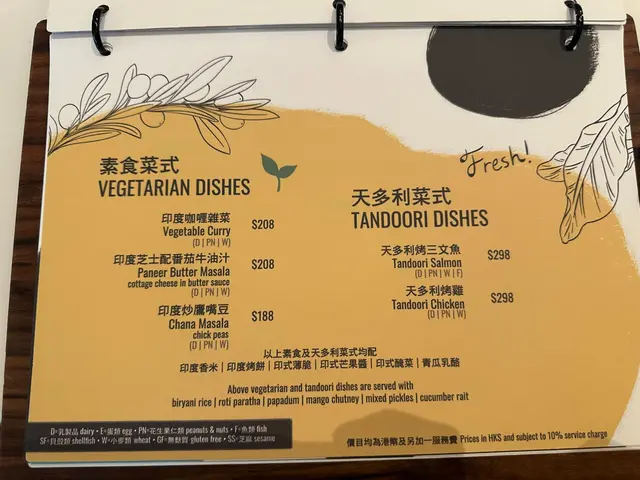 Fresh!
素食菜式
VEGETARIAN DISHES
印度咖喱雜菜
Vegetable Curry $208
(D | PN | W)
印度芝士配番茄牛油汁
Paneer Butter Masala $208
cottage cheese in butter sauce
(D | PN | W)
印度炒鷹嘴豆
Chana Masala $188
chick peas
(D | PN | W)
天多利菜式
TANDOORI DISHES
天多利烤三文魚
Tandoori Salmon $298
(D | PN | W | F)
天多利烤雞
Tandoori Chicken $298
(D | PN | W)
以上素食及天多利菜式均配
印度香米 | 印度烤餅 | 印式薄脆 | 印式芒果醬 | 印式醃菜 | 青瓜乳酪
Above vegetarian and tandoori dishes are served with
biryani rice | roti paratha | papadum | mango chutney | mixed pickles | cucumber rait
D=乳製品 dairy • E=蛋類 egg • PN=花生果仁類 peanuts & nuts • F=魚類 fish
SF=貝殼類 shellfish • W=小麥類 wheat • GF=無麩質 gluten free • SS=芝麻 sesame
價目均為港幣及另加一服務費 Prices in HK$ and subject to 10% service charge